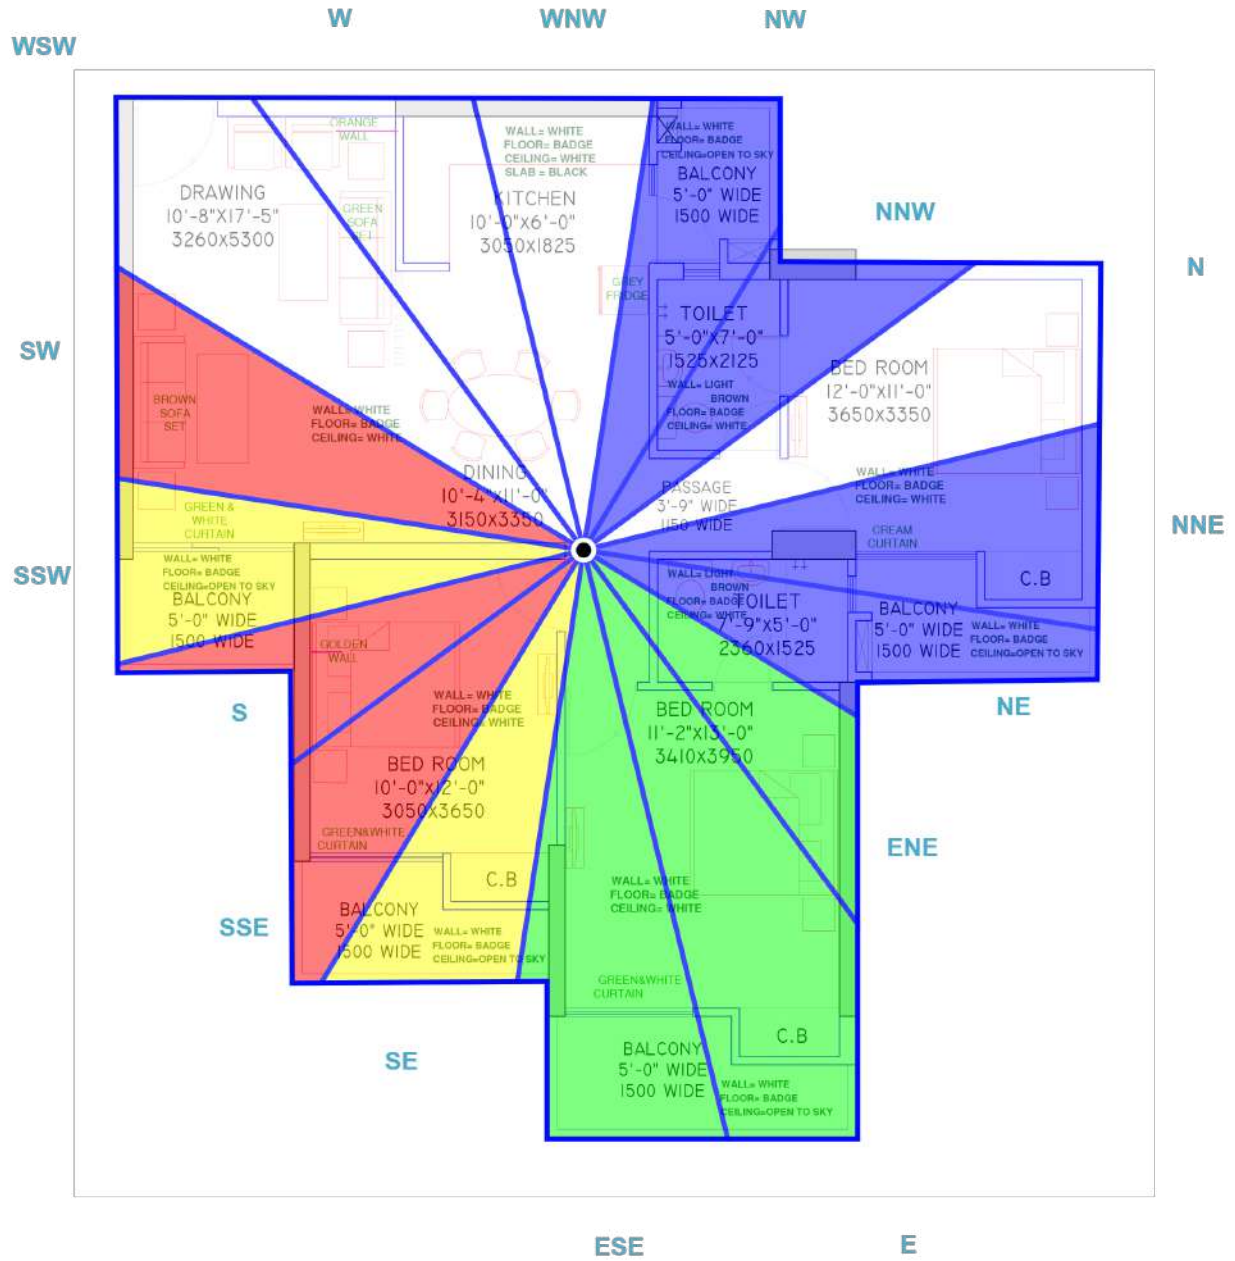 W
WNW
NW
WSW
ORANGE
WALL
WALL= WHITE
FLOOR= BADGE
CEILING= WHITE
SLAB = BLACK
WALL= WHITE
FLOOR= BADGE
CEILING=OPEN TO SKY
BALCONY
5'-0" WIDE
1500 WIDE
DRAWING
10'-8"X17'-5"
3260x5300
GREEN
SOFA
SET
KITCHEN
10'-0"X6'-0"
3050X1825
NNW
N
GREY
FRIDGE
TOILET
5'-0"X7'-0"
1525x2125
WALL= LIGHT
BROWN
FLOOR= BADGE
CEILING= WHITE
BED ROOM
12'-0"X11'-0"
3650x3350
SW
BROWN
SOFA
SET
WALL= WHITE
FLOOR= BADGE
CEILING= WHITE
DINING
10'-4"X11'-0"
3150X3350
PASSAGE
3'-9" WIDE
1150 WIDE
WALL= WHITE
FLOOR= BADGE
CEILING= WHITE
GREEN &
WHITE
CURTAIN
CREAM
CURTAIN
NNE
SSW
WALL= WHITE
FLOOR= BADGE
CEILING=OPEN TO SKY
BALCONY
5'-0" WIDE
1500 WIDE
WALL= LIGHT
BROWN
FLOOR= BADGE
CEILING= WHITE
TOILET
7'-9"X5'-0"
2360x1525
C.B
BALCONY
5'-0" WIDE
1500 WIDE
WALL= WHITE
FLOOR= BADGE
CEILING=OPEN TO SKY
GOLDEN
WALL
S
WALL= WHITE
FLOOR= BADGE
CEILING= WHITE
BED ROOM
11'-2"X13'-0"
3410x3950
NE
BED ROOM
10'-0"X12'-0"
3050X3650
GREEN&WHITE
CURTAIN
ENE
C.B
WALL= WHITE
FLOOR= BADGE
CEILING= WHITE
SSE
BALCONY
5'-0" WIDE
1500 WIDE
WALL= WHITE
FLOOR= BADGE
CEILING=OPEN TO SKY
GREEN&WHITE
CURTAIN
C.B
SE
BALCONY
5'-0" WIDE
1500 WIDE
WALL= WHITE
FLOOR= BADGE
CEILING=OPEN TO SKY
ESE
E